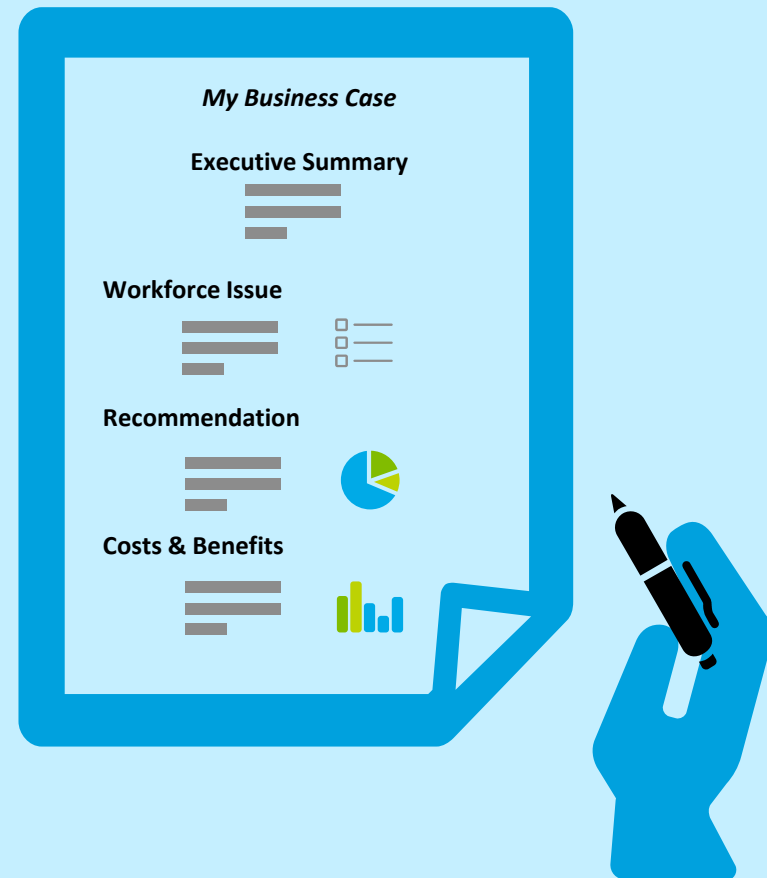 My Business Case
Executive Summary
Workforce Issue
Recommendation
Costs & Benefits